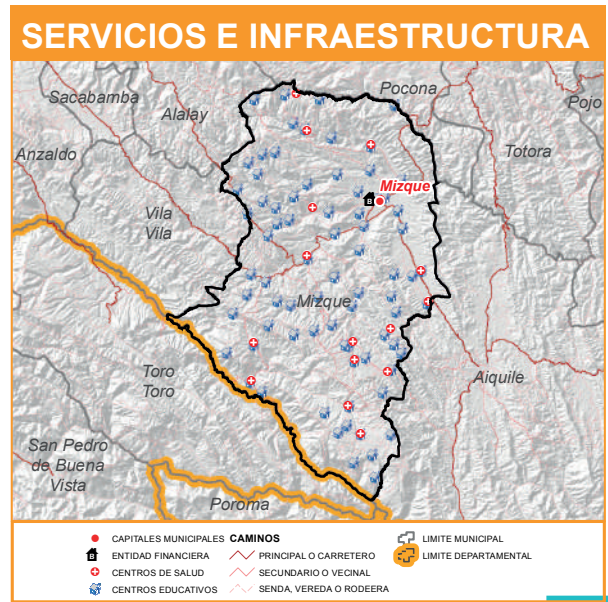 SERVICIOS E INFRAESTRUCTURA
Sacabamba
Pocona
Pojo
Alalay
Anzaldo
Totora
Mizque
B
Vila
Vila
Mizque
Toro
Toro
Aiquile
San Pedro
de Buena
Vista
Poroma
CAPITALES MUNICIPALES
B ENTIDAD FINANCIERA
CENTROS DE SALUD
CENTROS EDUCATIVOS
CAMINOS
PRINCIPAL O CARRETERO
SECUNDARIO O VECINAL
SENDA, VEREDA O RODEERA
LIMITE MUNICIPAL
LIMITE DEPARTAMENTAL